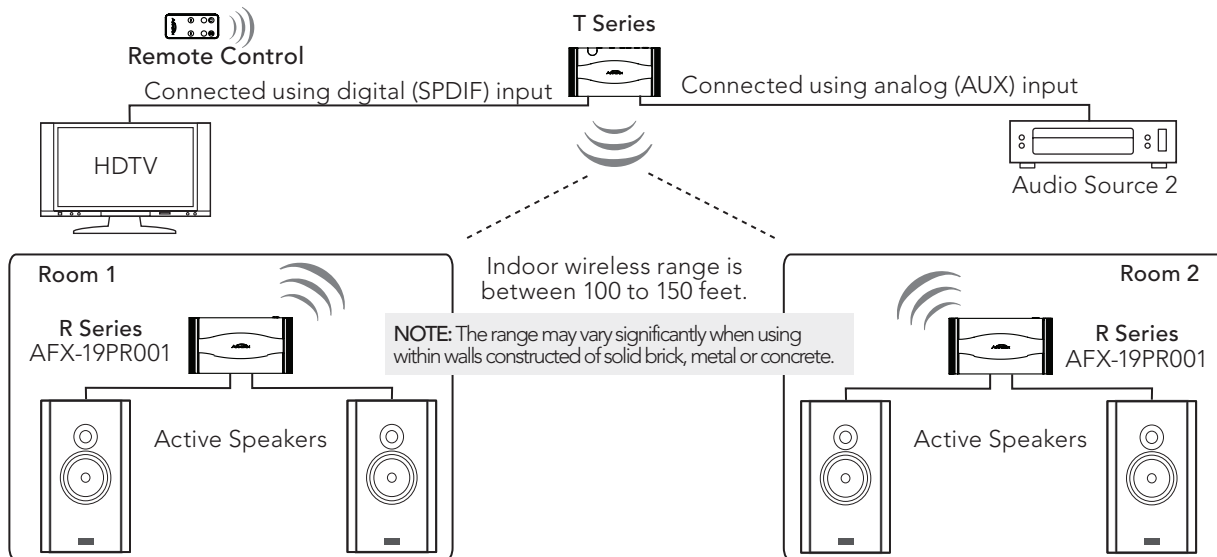 T Series
Remote Control
Connected using digital (SPDIF) input
Connected using analog (AUX) input
HDTV
Audio Source 2
Room 1
R Series
AFX-19PR001
Active Speakers
Indoor wireless range is
between 100 to 150 feet.
NOTE: The range may vary significantly when using
within walls constructed of solid brick, metal or concrete.
Room 2
R Series
AFX-19PR001
Active Speakers